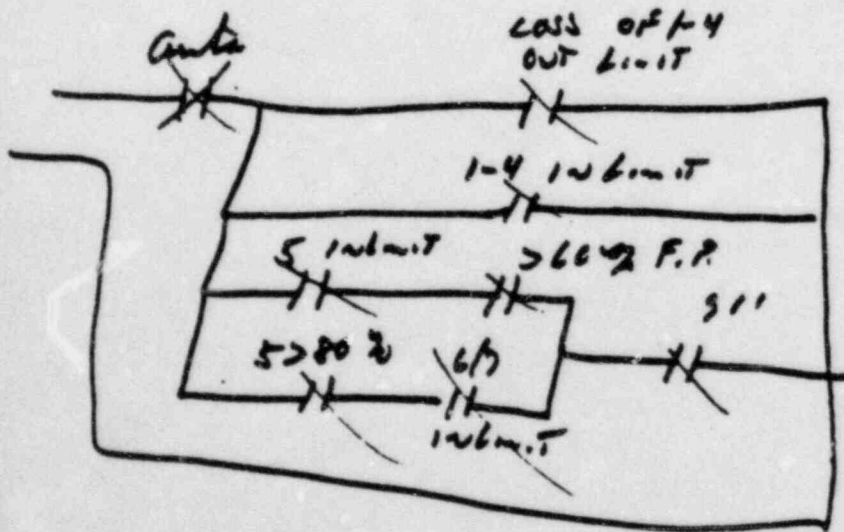 Auto
Loss of 1-4
out limit
1-4 in limit
5 in limit
>60% F.P.
5>80%
6/7
in limit